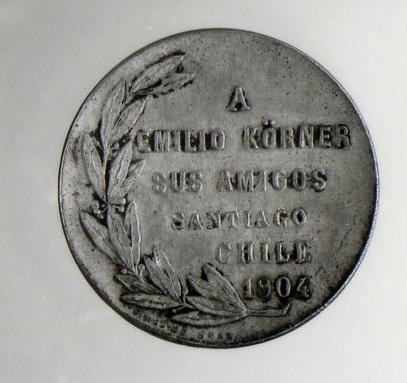 A
EMILIO KÖRNER
SUS AMIGOS
SANTIAGO
CHILE
1904